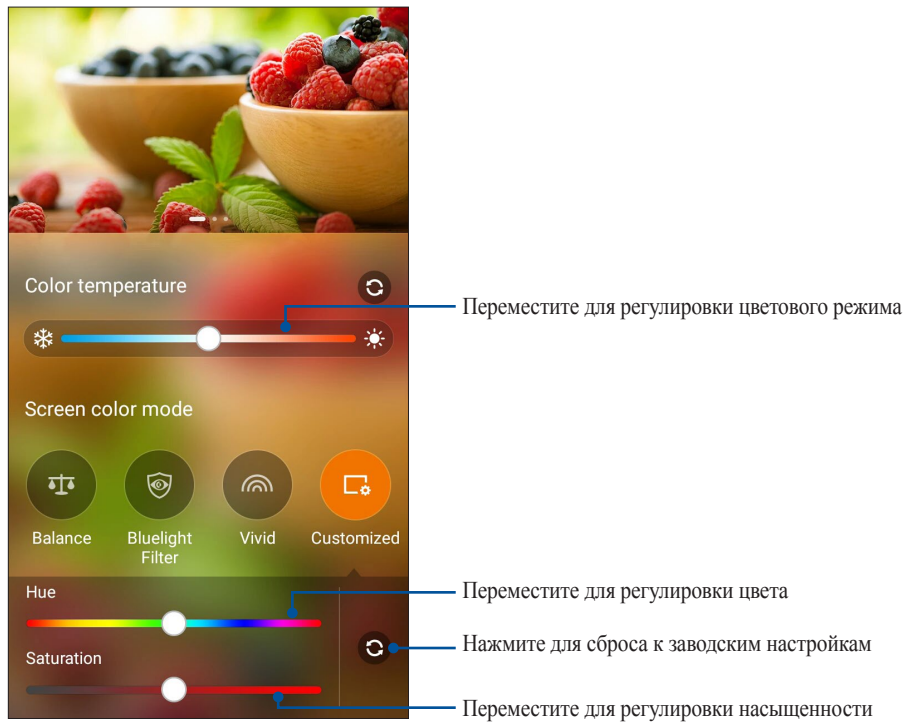 Color temperature
Переместите для регулировки цветового режима
Screen color mode
Balance
Bluelight
Filter
Vivid
Customized
Hue
Переместите для регулировки цвета
Нажмите для сброса к заводским настройкам
Saturation
Переместите для регулировки насыщенности